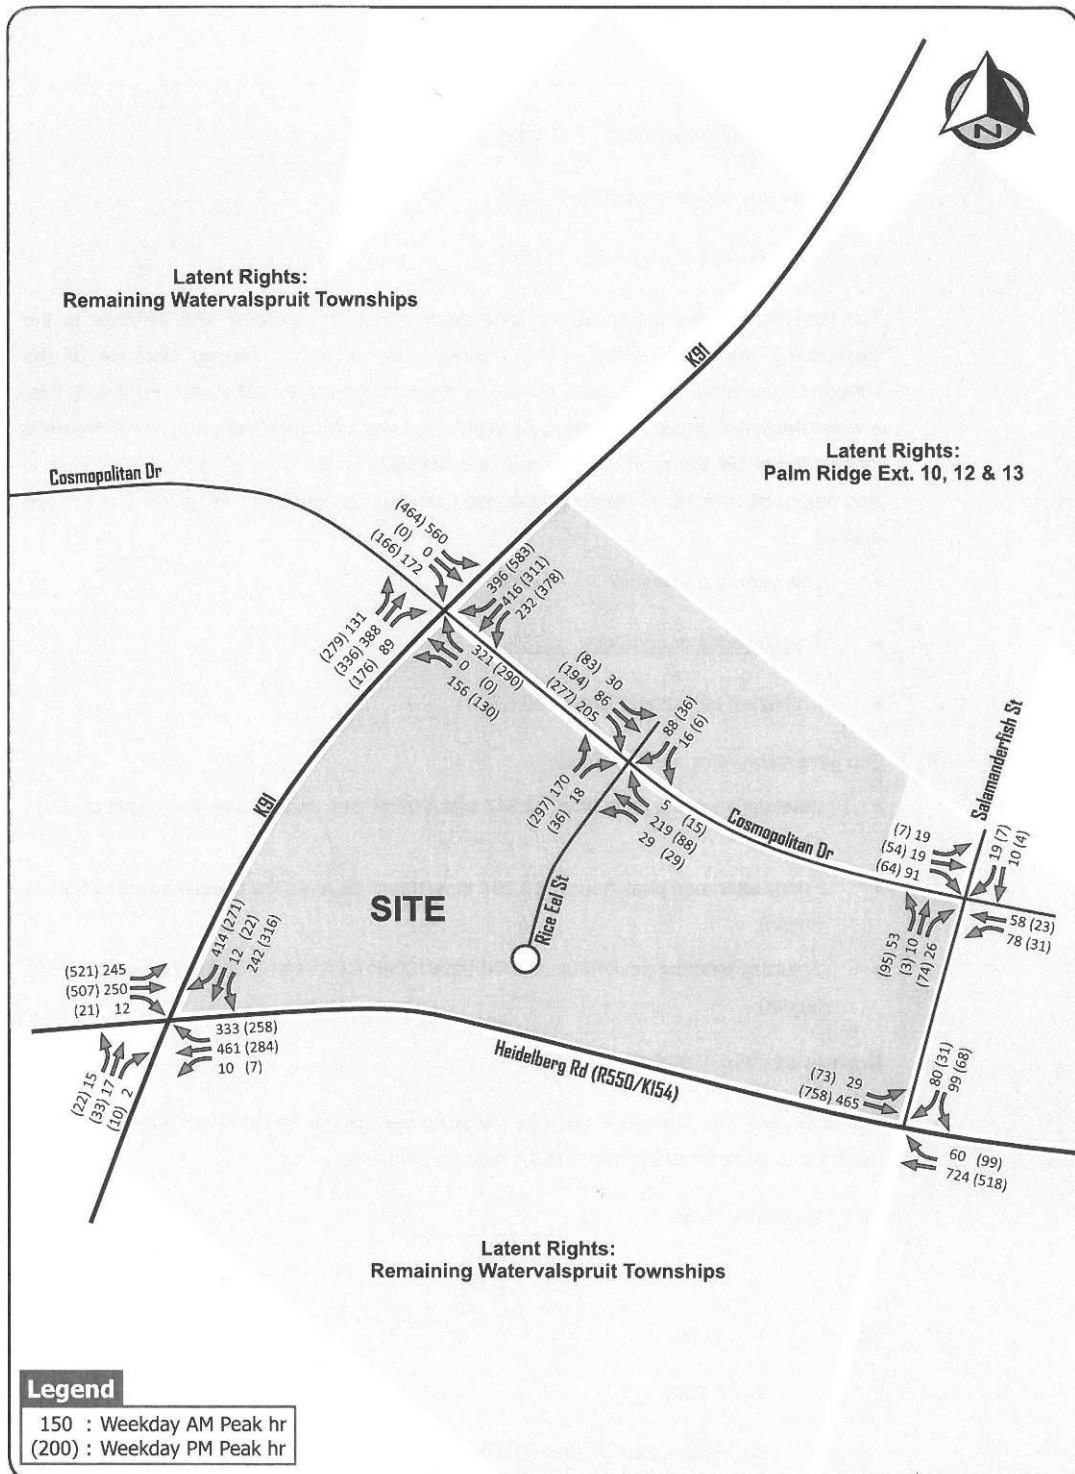 N
Latent Rights:
Remaining Watervalspruit Townships
K91
Latent Rights:
Palm Ridge Ext. 10, 12 & 13
Cosmopolitan Dr
(464) 560
(0) 0
(166) 172
396 (583)
416 (311)
232 (378)
(279) 131
(336) 388
(176) 89
321 (290)
0 (0)
156 (130)
(83) 30
(194) 86
(277) 205
88 (36)
16 (6)
(297) 170
(36) 18
5 (15)
219 (88)
29 (29)
Cosmopolitan Dr
Salamanderfish St
(7) 19
(54) 19
(64) 91
19 (7)
10 (4)
58 (23)
78 (31)
(95) 53
(3) 10
(74) 26
K91
SITE
Rice Eel St
414 (271)
12 (22)
242 (316)
(521) 245
(507) 250
(21) 12
333 (258)
461 (284)
10 (7)
(22) 15
(33) 17
(10) 2
Heidelberg Rd (R550/K154)
(73) 29
(758) 465
80 (31)
99 (68)
60 (99)
724 (518)
Latent Rights:
Remaining Watervalspruit Townships
Legend
150 : Weekday AM Peak hr
(200) : Weekday PM Peak hr